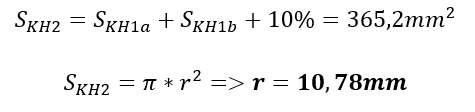 S_KH2 = S_KH1a + S_KH1b + 10% = 365,2mm²
S_KH2 = π * r² => r = 10,78mm